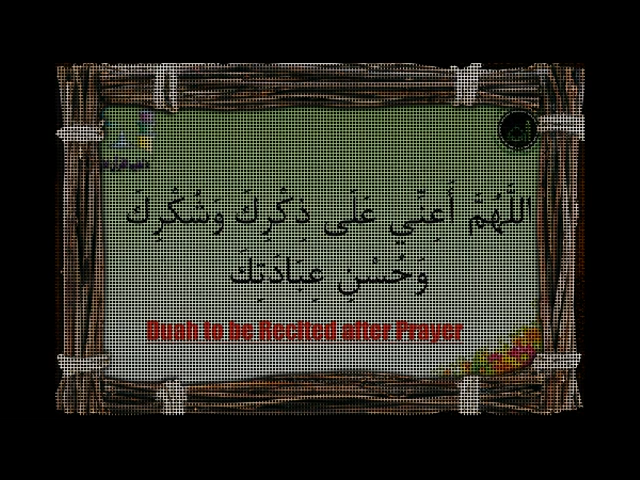 اللَّهُمَّ أَعِنِّي عَلَى ذِكْرِكَ وَشُكْرِكَ
وَحُسْنِ عِبَادَتِكَ
Duah to be Recited after Prayer